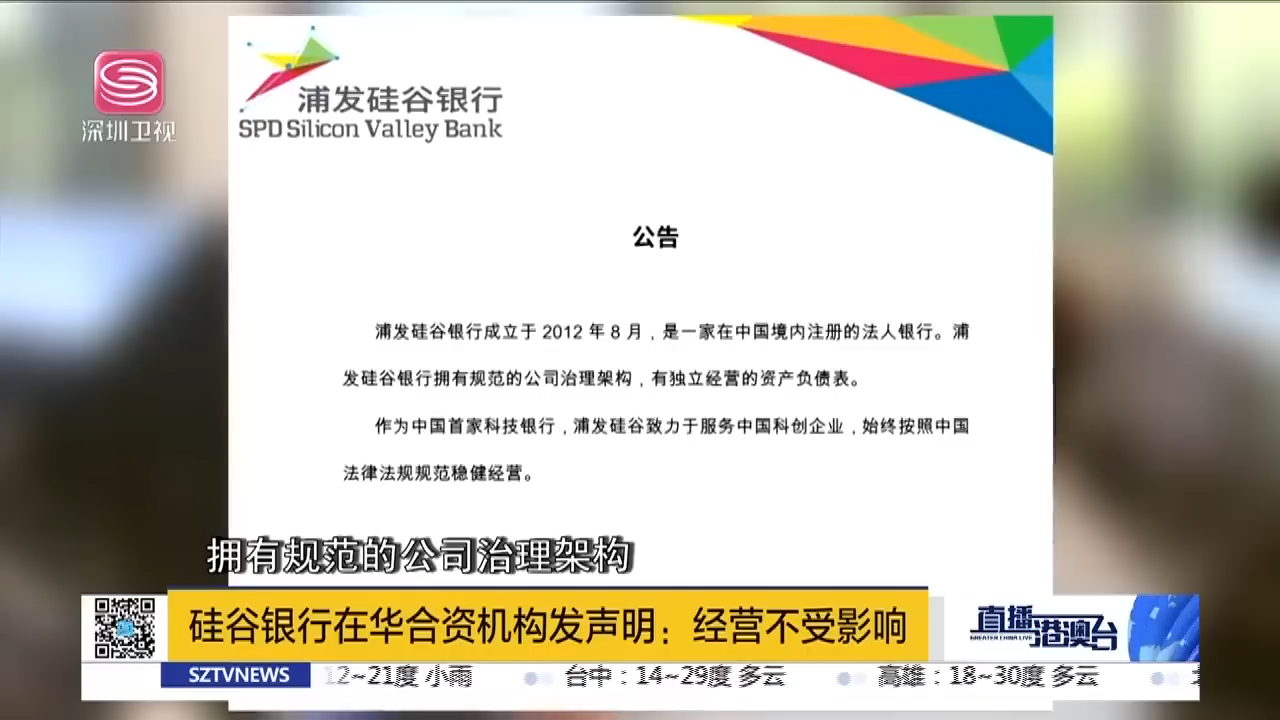 深圳卫视
浦发硅谷银行
SPD Silicon Valley Bank
公告
浦发硅谷银行成立于 2012 年 8 月，是一家在中国境内注册的法人银行。浦
发硅谷银行拥有规范的公司治理架构，有独立经营的资产负债表。
作为中国首家科技银行，浦发硅谷致力于服务中国科创企业，始终按照中国
法律法规规范稳健经营。
拥有规范的公司治理架构
硅谷银行在华合资机构发声明：经营不受影响
直播港澳台
GREATER CHINA LIVE
SZTVNEWS
12~21度 小雨 台中：14~29度 多云 高雄：18~30度 多云